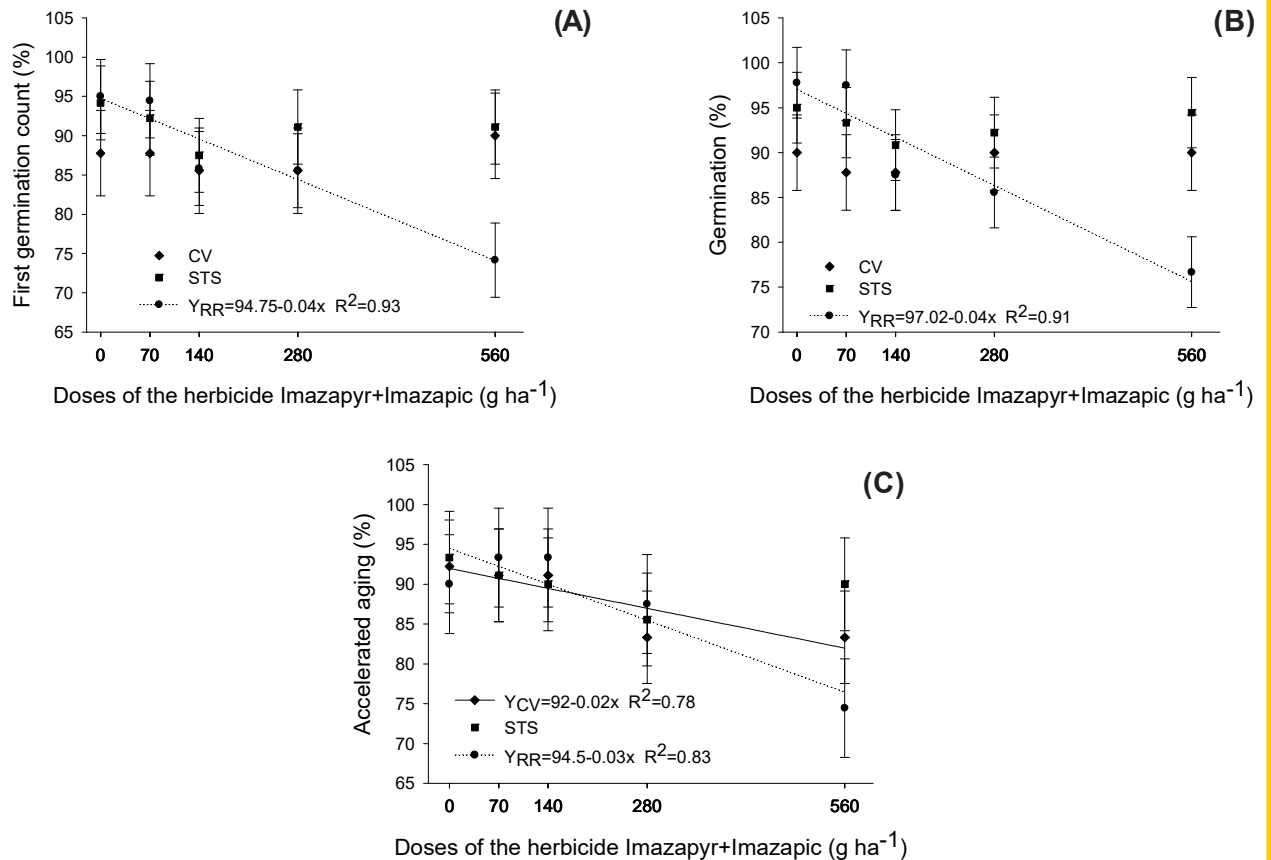 (A)
First germination count (%)
105
100
95
90
85
80
75
70
65
CV
STS
YRR=94.75-0.04x R2=0.93
0 70 140 280 560
Doses of the herbicide Imazapyr+Imazapic (g ha-1)
(B)
Germination (%)
105
100
95
90
85
80
75
70
CV
STS
YRR=97.02-0.04x R2=0.91
0 70 140 280 560
Doses of the herbicide Imazapyr+Imazapic (g ha-1)
(C)
Accelerated aging (%)
105
100
95
90
85
80
75
70
65
YCV=92-0.02x R2=0.78
STS
YRR=94.5-0.03x R2=0.83
0 70 140 280 560
Doses of the herbicide Imazapyr+Imazapic (g ha-1)